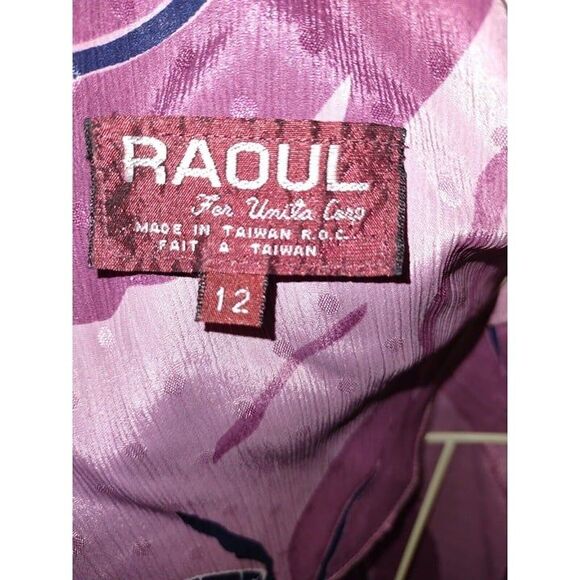 RAOUL
For Unita Corp
MADE IN TAIWAN R.O.C.
FAIT A TAIWAN
12